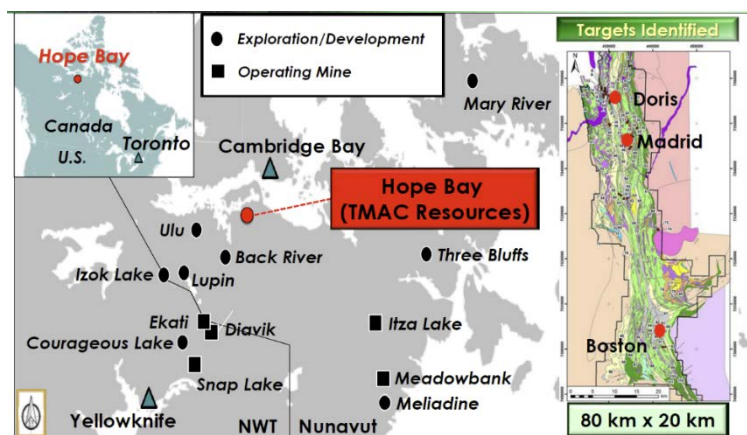 Hope Bay
Canada
U.S.
Toronto
Exploration/Development
Operating Mine
Mary River
Cambridge Bay
Hope Bay
(TMAC Resources)
Ulu
Back River
Three Bluffs
Izok Lake
Lupin
Ekati
Diavik
Itza Lake
Courageous Lake
Snap Lake
Meadowbank
Meliadine
Yellowknife
NWT
Nunavut
Targets Identified
N
Doris
Madrid
Boston
80 km x 20 km